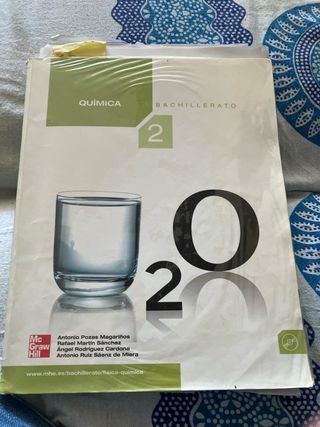 QUÍMICA
BACHILLERATO
2
2O
Mc
Graw
Hill
Antonio Pozas Magariños
Rafael Martín Sánchez
Ángel Rodríguez Cardona
Antonio Ruiz Sáenz de Miera
www.mhe.es/bachillerato/fisica-quimica